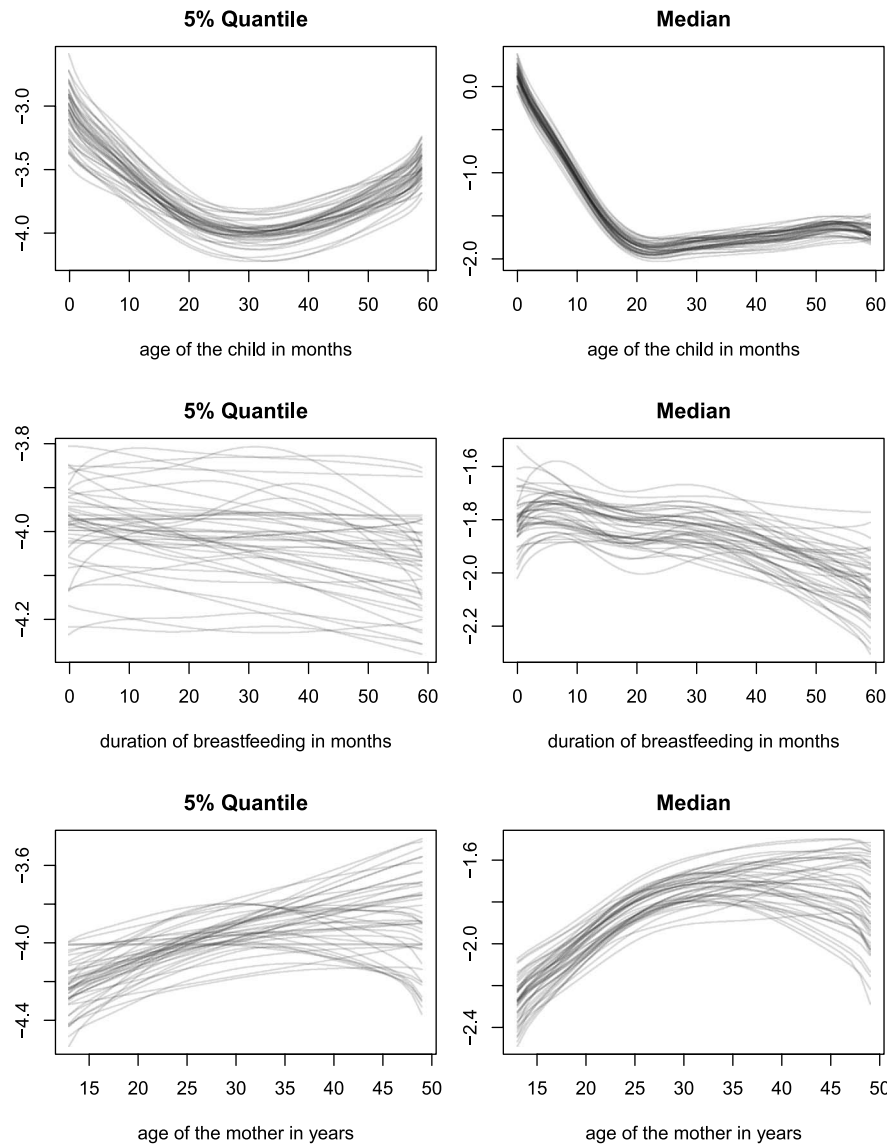 5% Quantile
Median
−3.0
−3.5
−4.0
0 10 20 30 40 50 60
age of the child in months
0.0
−1.0
−2.0
0 10 20 30 40 50 60
age of the child in months
5% Quantile
Median
−3.8
−4.0
−4.2
0 10 20 30 40 50 60
duration of breastfeeding in months
−1.6
−1.8
−2.0
−2.2
0 10 20 30 40 50 60
duration of breastfeeding in months
5% Quantile
Median
−3.6
−4.0
−4.4
15 20 25 30 35 40 45 50
age of the mother in years
−1.6
−2.0
−2.4
15 20 25 30 35 40 45 50
age of the mother in years